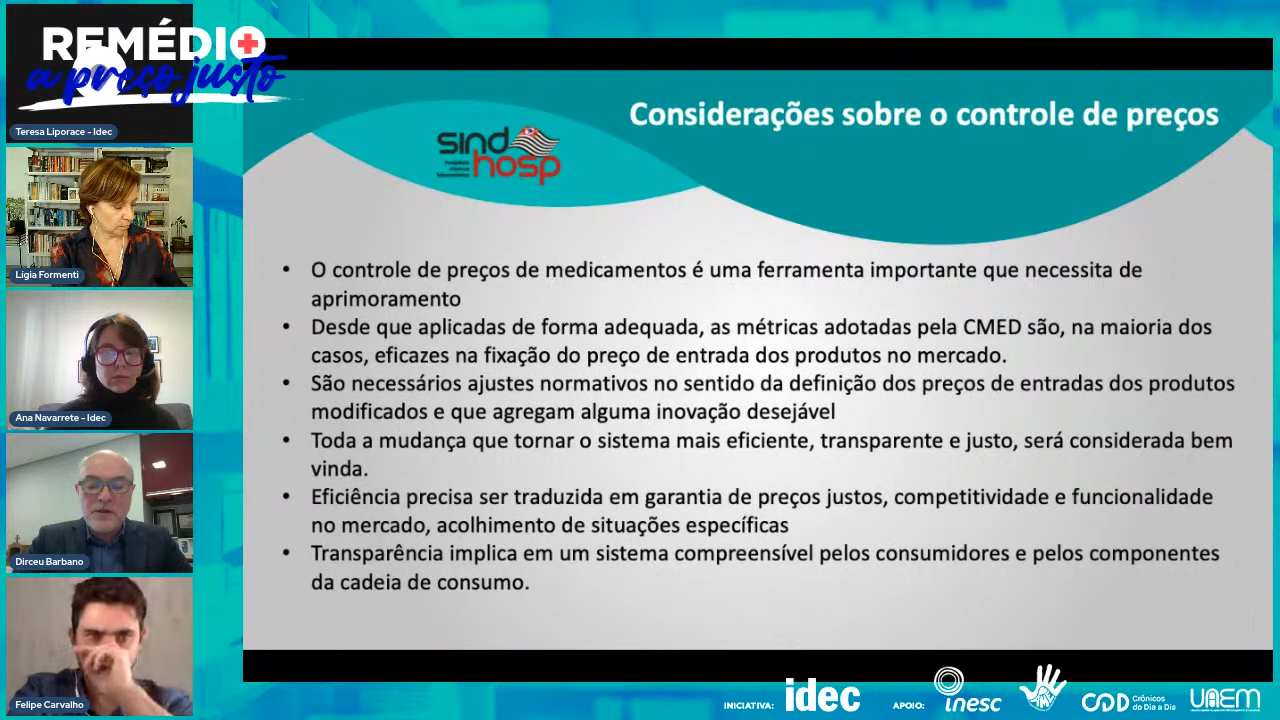 REMÉDIO
a preço justo
Teresa Liporace - Idec
Lígia Formenti
Ana Navarrete - Idec
Dirceu Barbano
Felipe Carvalho
Considerações sobre o controle de preços
sind
hosp
• O controle de preços de medicamentos é uma ferramenta importante que necessita de
aprimoramento
• Desde que aplicadas de forma adequada, as métricas adotadas pela CMED são, na maioria dos
casos, eficazes na fixação do preço de entrada dos produtos no mercado.
• São necessários ajustes normativos no sentido da definição dos preços de entradas dos produtos
modificados e que agregam alguma inovação desejável
• Toda a mudança que tornar o sistema mais eficiente, transparente e justo, será considerada bem
vinda.
• Eficiência precisa ser traduzida em garantia de preços justos, competitividade e funcionalidade
no mercado, acolhimento de situações específicas
• Transparência implica em um sistema compreensível pelos consumidores e pelos componentes
da cadeia de consumo.
INICIATIVA: idec
APOIO: inesc
CDD Crônicos
do Dia a Dia
UAEM